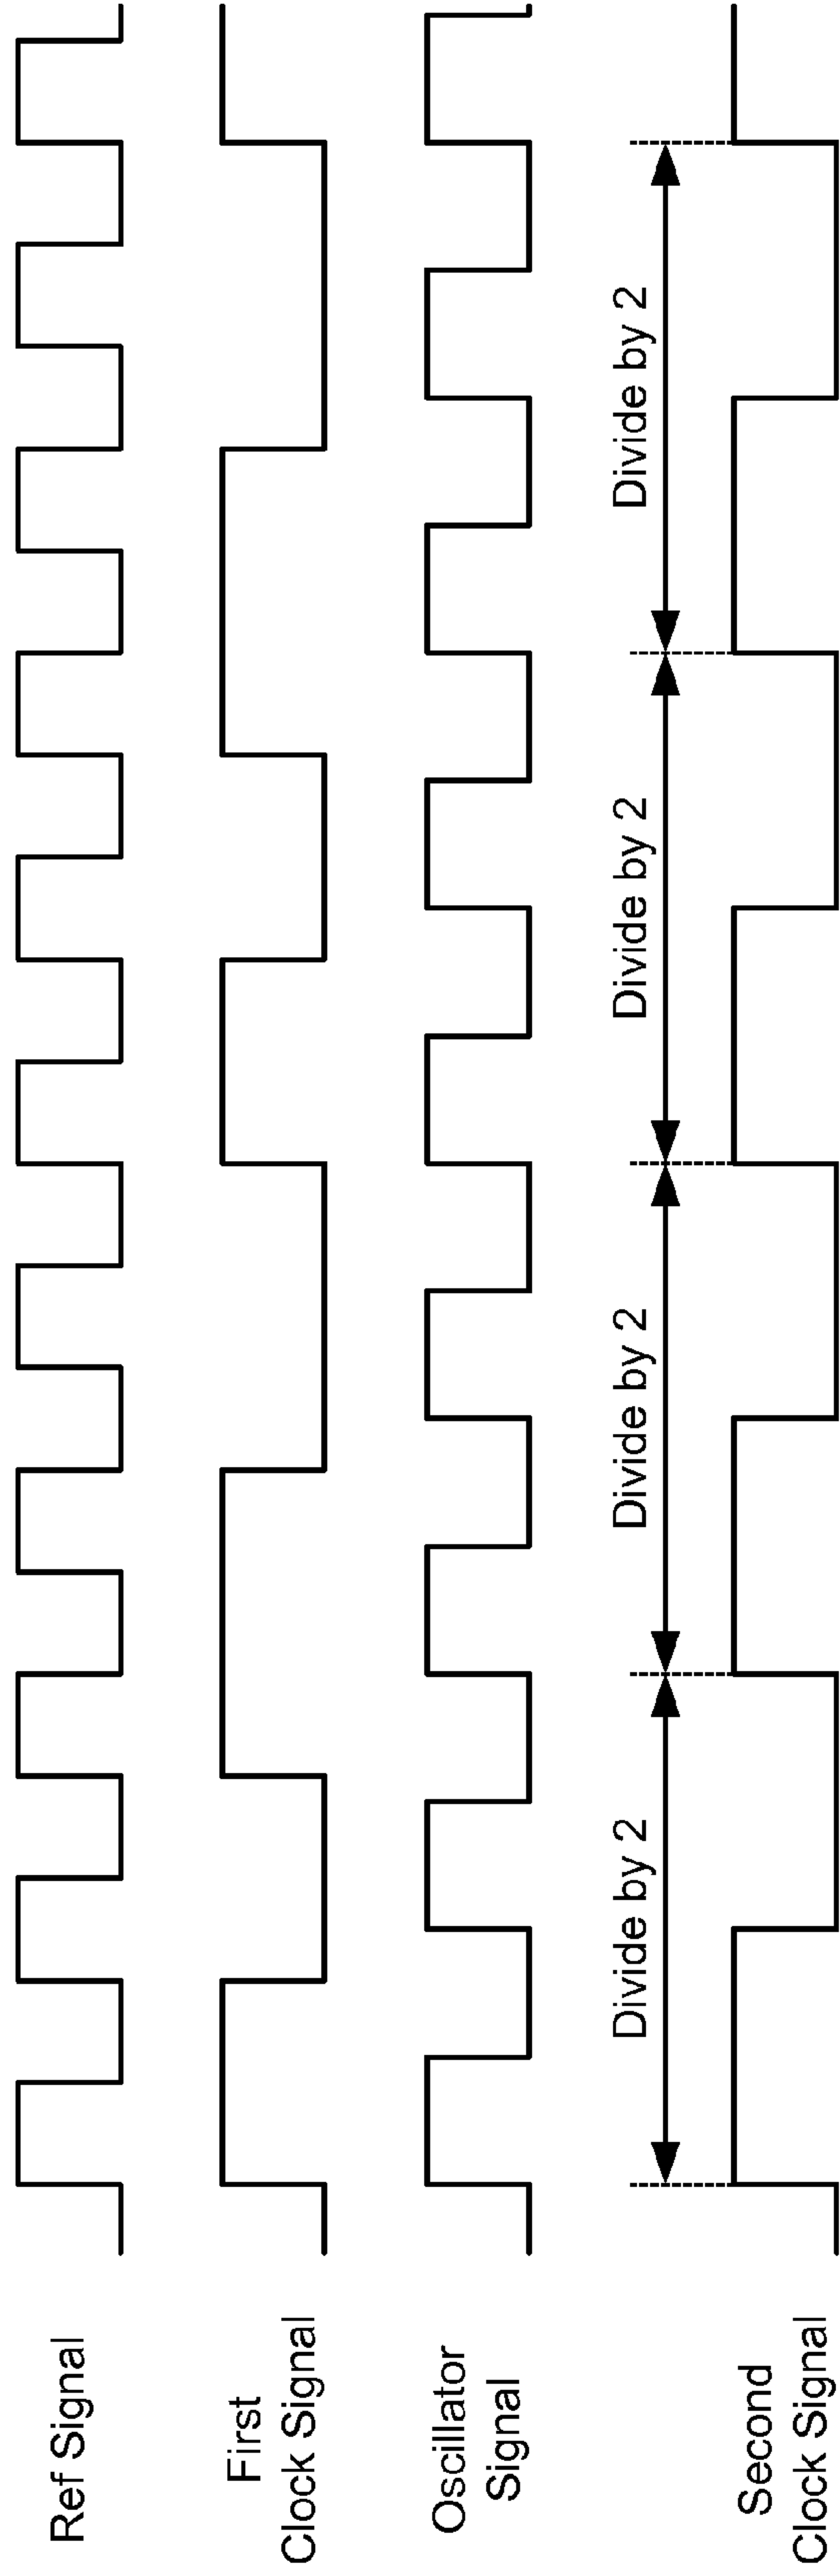 Ref Signal
First
Clock Signal
Oscillator
Signal
Divide by 2
Divide by 2
Divide by 2
Divide by 2
Second
Clock Signal